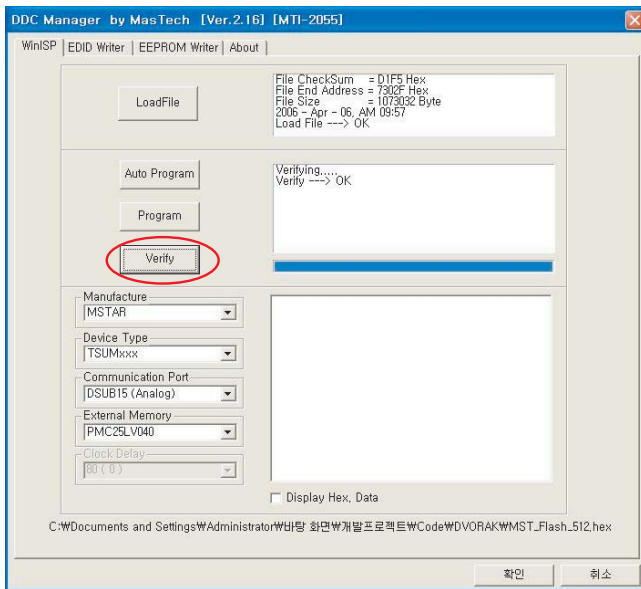 DDC Manager by MasTech [Ver.2.16] [MTI-2055]
WinISP EDID Writer EEPROM Writer About
LoadFile
File CheckSum = D1F5 Hex
File End Address = 7302F Hex
File Size = 1073032 Byte
2006 - Apr - 06, AM 09:57
Load File ---> OK
Auto Program
Program
Verify
Verifying.....
Verify ---> OK
Manufacture
MSTAR
Device Type
TSUMxxx
Communication Port
DSUB15 (Analog)
External Memory
PMC25LV040
Clock Delay
80 ( 0 )
Display Hex, Data
C:₩Documents and Settings₩Administrator₩바탕 화면₩개발프로젝트₩Code₩DVORAK₩MST_Flash_512.hex
확인 취소